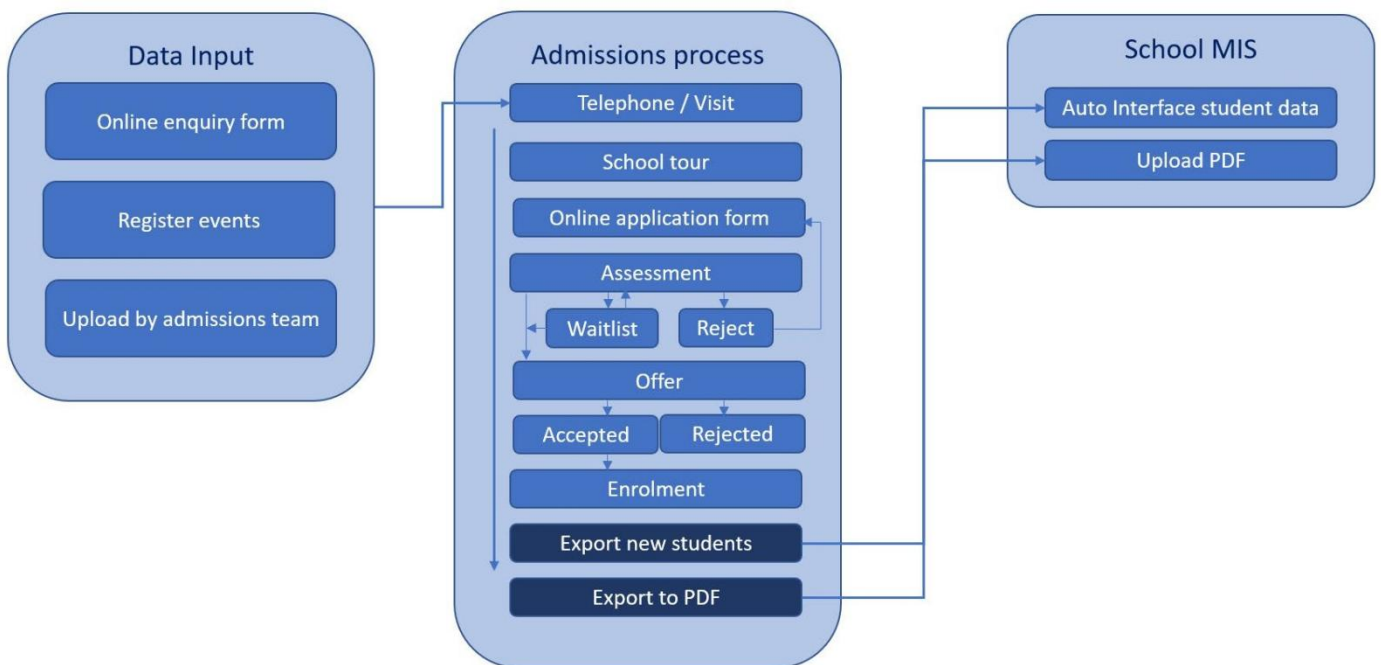 Data Input
Online enquiry form
Register events
Upload by admissions team
Admissions process
Telephone / Visit
School tour
Online application form
Assessment
Waitlist
Reject
Offer
Accepted
Rejected
Enrolment
Export new students
Export to PDF
School MIS
Auto Interface student data
Upload PDF